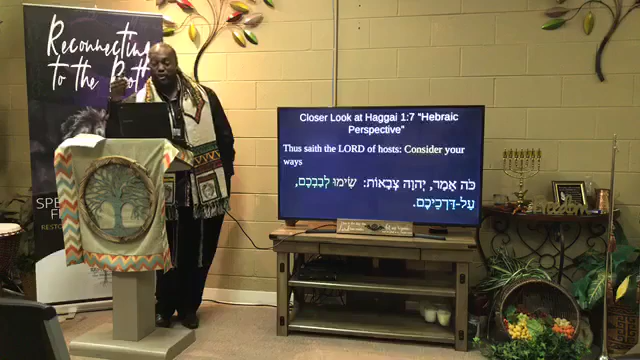 Reconnecting
to the
Closer Look at Haggai 1:7 "Hebraic
Perspective"
Thus saith the LORD of hosts: Consider your
ways
כֹּה אָמַר, יְהוָה צְבָאוֹת: שִׂימוּ לְבַבְכֶם,
עַל-דַּרְכֵיכֶם.